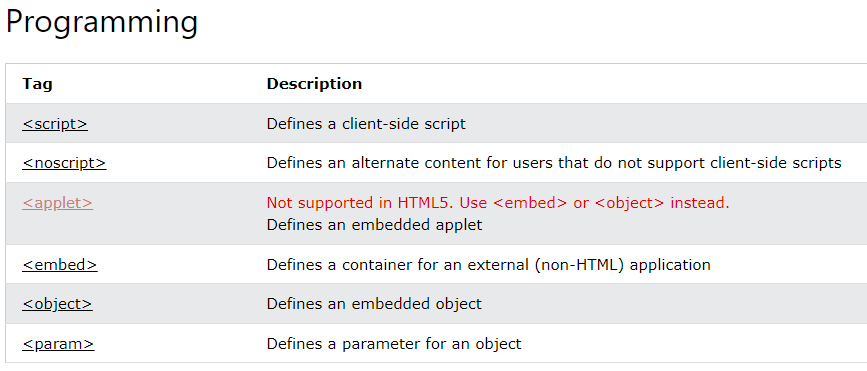 Programming
Tag Description
<script> Defines a client-side script
<noscript> Defines an alternate content for users that do not support client-side scripts
<applet> Not supported in HTML5. Use <embed> or <object> instead.
Defines an embedded applet
<embed> Defines a container for an external (non-HTML) application
<object> Defines an embedded object
<param> Defines a parameter for an object